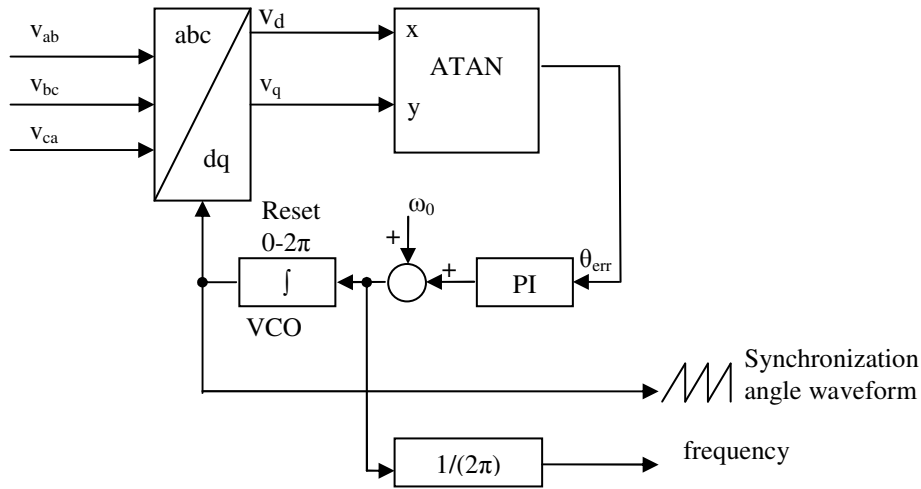 v_ab
v_bc
v_ca
abc
dq
v_d
v_q
x
y
ATAN
Reset
0-2π
∫
VCO
ω_0
+
+
PI
θ_err
Synchronization
angle waveform
1/(2π)
frequency